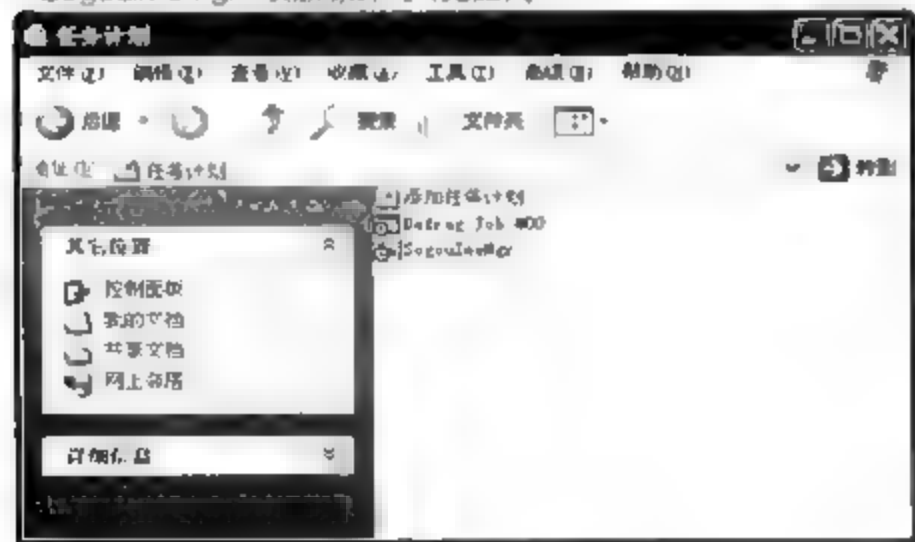 任务计划
文件(F) 编辑(E) 查看(V) 收藏(A) 工具(T) 高级(N) 帮助(H)
后退 搜索 文件夹
地址(D) 任务计划 转到
添加任务计划
Defrag Job #00
SogouImeMgr
其它位置
控制面板
我的文档
共享文档
网上邻居
详细信息